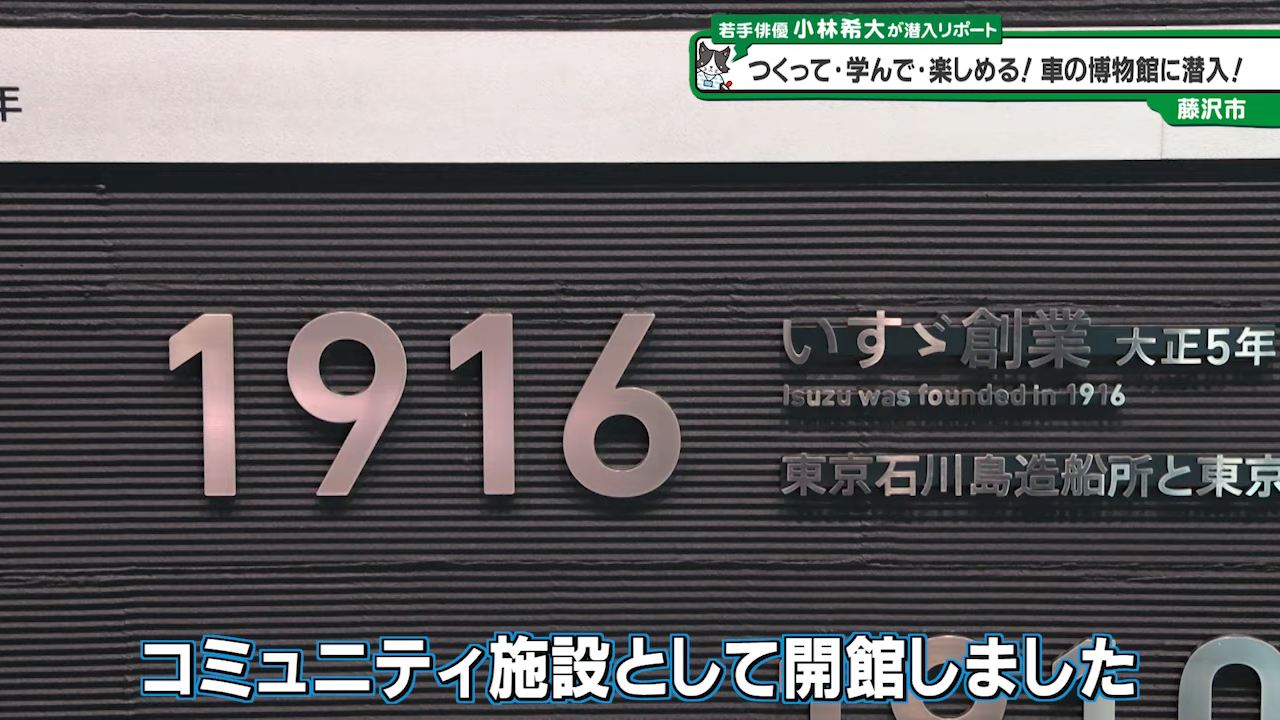 若手俳優 小林希大が潜入リポート
つくって・学んで・楽しめる! 車の博物館に潜入!
藤沢市
年
1916
いすゞ創業 大正5年
Isuzu was founded in 1916
東京石川島造船所と東京
コミュニティ施設として開館しました